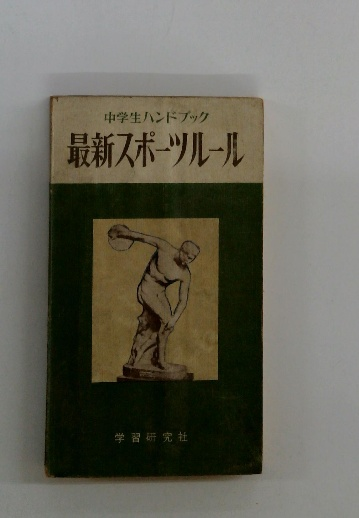 中学生ハンドブック
最新スポーツルール
学習研究社